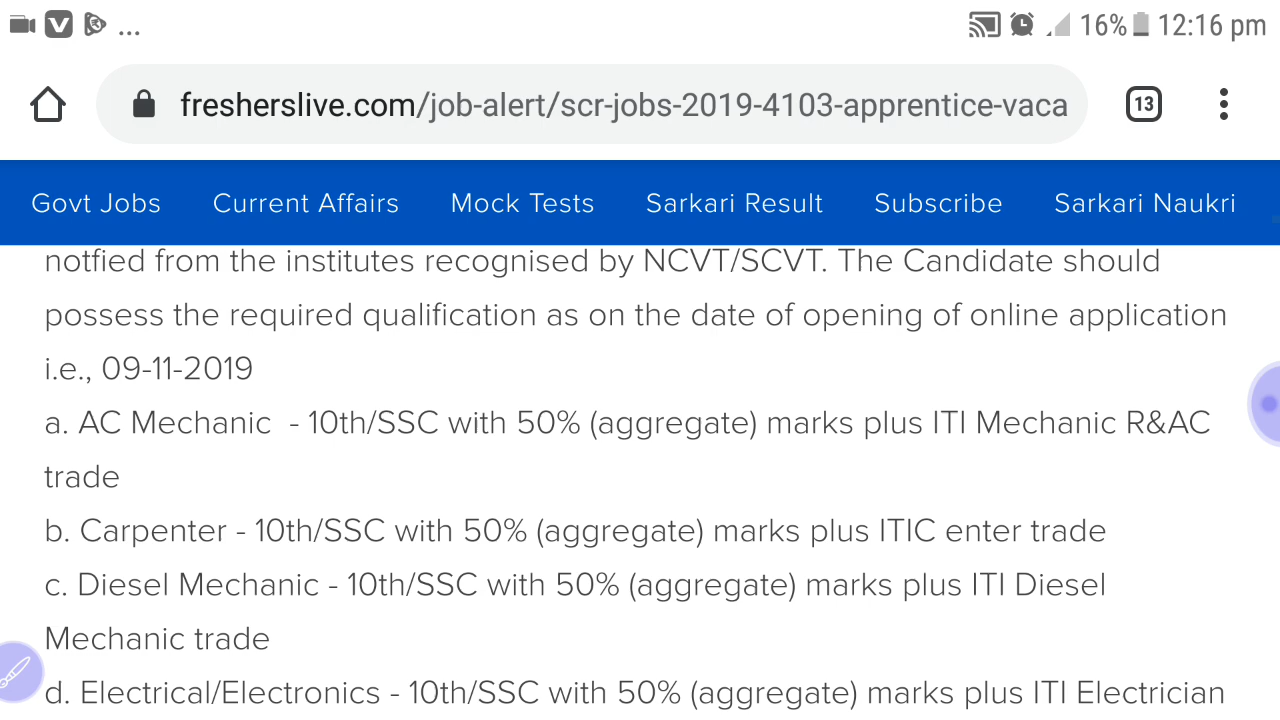 V ...
16% 12:16 pm
fresherslive.com/job-alert/scr-jobs-2019-4103-apprentice-vaca
13
Govt Jobs Current Affairs Mock Tests Sarkari Result Subscribe Sarkari Naukri
notfied from the institutes recognised by NCVT/SCVT. The Candidate should
possess the required qualification as on the date of opening of online application
i.e., 09-11-2019
a. AC Mechanic - 10th/SSC with 50% (aggregate) marks plus ITI Mechanic R&AC
trade
b. Carpenter - 10th/SSC with 50% (aggregate) marks plus ITIC enter trade
c. Diesel Mechanic - 10th/SSC with 50% (aggregate) marks plus ITI Diesel
Mechanic trade
d. Electrical/Electronics - 10th/SSC with 50% (aggregate) marks plus ITI Electrician